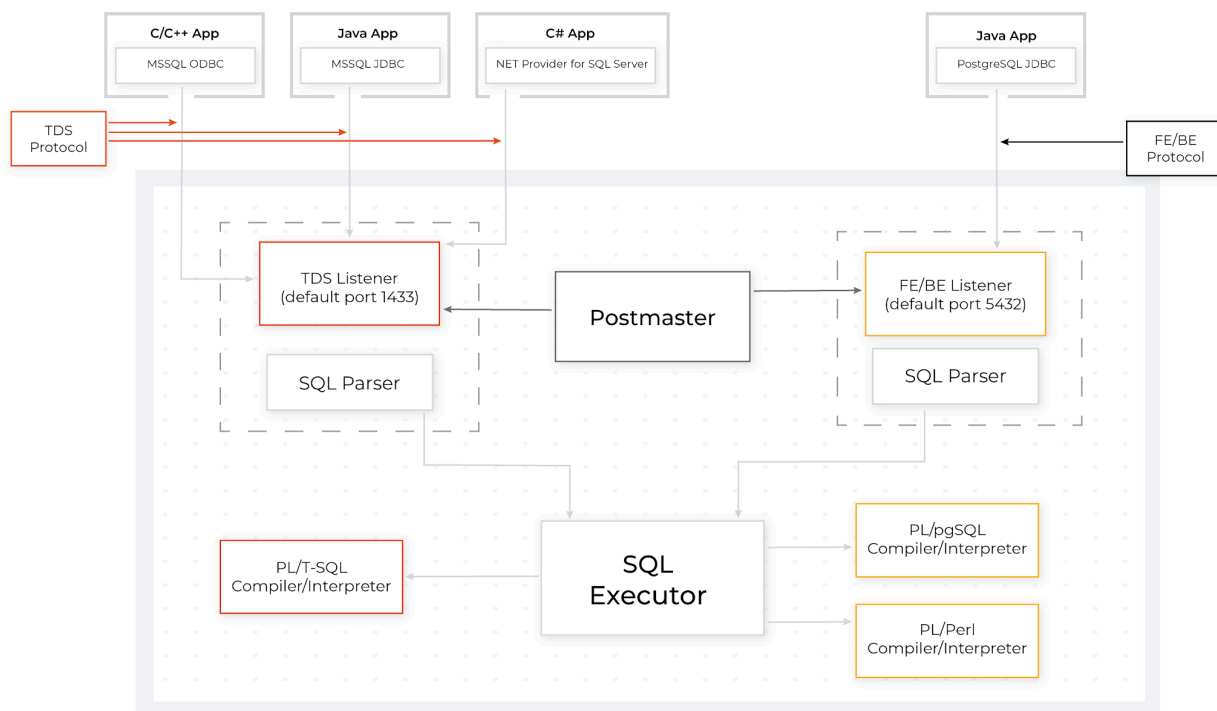 C/C++ App
MSSQL ODBC
Java App
MSSQL JDBC
C# App
NET Provider for SQL Server
Java App
PostgreSQL JDBC
TDS
Protocol
FE/BE
Protocol
TDS Listener
(default port 1433)
SQL Parser
Postmaster
FE/BE Listener
(default port 5432)
SQL Parser
SQL
Executor
PL/T-SQL
Compiler/Interpreter
PL/pgSQL
Compiler/Interpreter
PL/Perl
Compiler/Interpreter